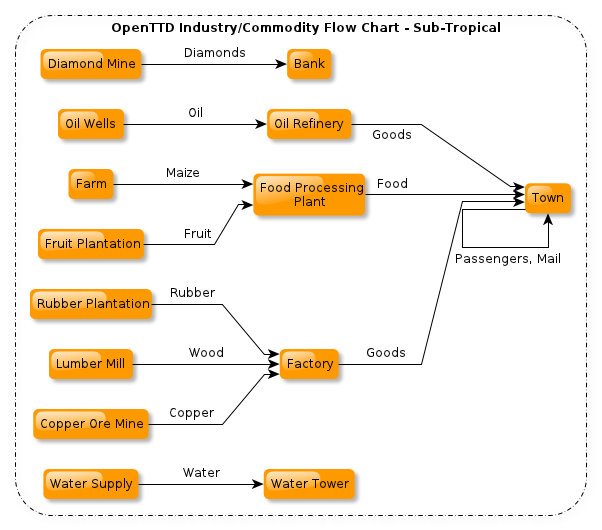 OpenTTD Industry/Commodity Flow Chart - Sub-Tropical
Diamond Mine
Diamonds
Bank
Oil Wells
Oil
Oil Refinery
Goods
Farm
Maize
Food Processing
Plant
Food
Town
Fruit Plantation
Fruit
Passengers, Mail
Rubber Plantation
Rubber
Lumber Mill
Wood
Factory
Goods
Copper Ore Mine
Copper
Water Supply
Water
Water Tower